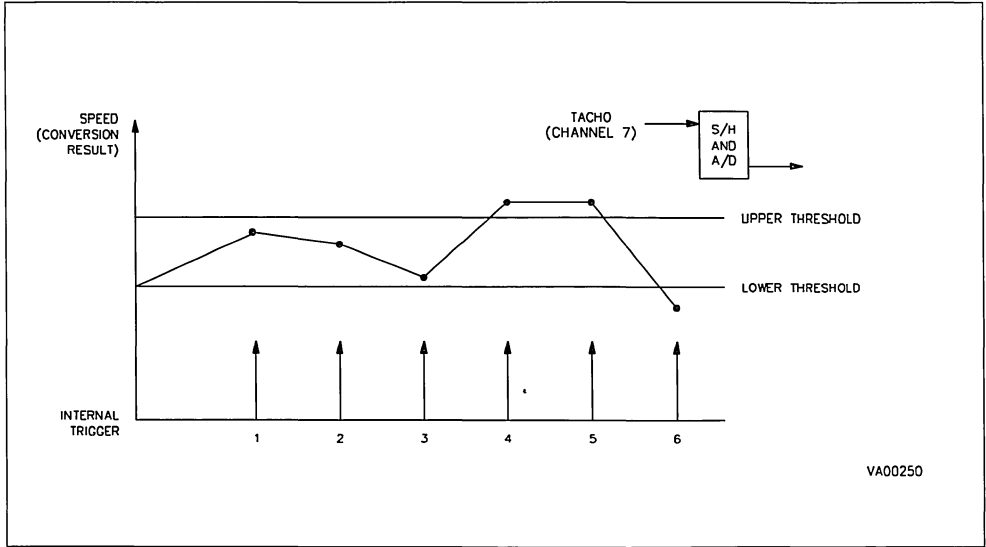 SPEED
(CONVERSION
RESULT)
TACHO
(CHANNEL 7)
S/H
AND
A/D
UPPER THRESHOLD
LOWER THRESHOLD
INTERNAL
TRIGGER
1 2 3 4 5 6
VA00250